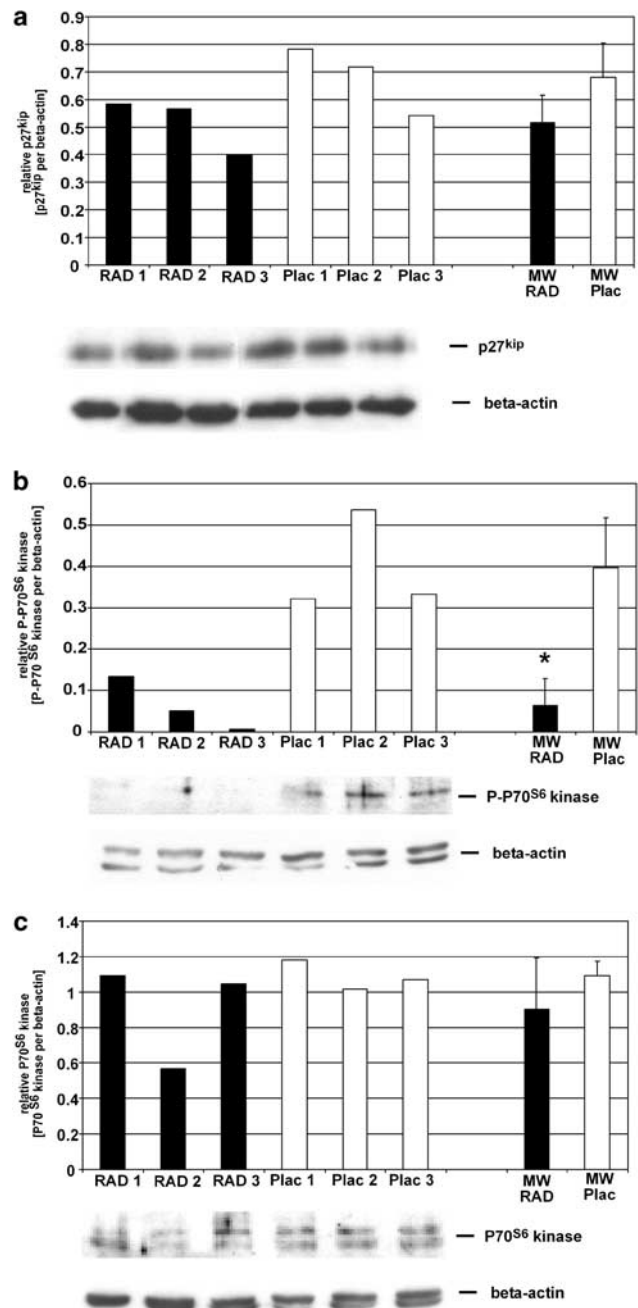 a
relative p27kip
[p27kip per beta-actin]
0.9
0.8
0.7
0.6
0.5
0.4
0.3
0.2
0.1
0
RAD 1 RAD 2 RAD 3 Plac 1 Plac 2 Plac 3 MW RAD MW Plac
p27kip
beta-actin
b
relative P-P70S6 kinase
[P-P70 S6 kinase per beta-actin]
0.6
0.5
0.4
0.3
0.2
0.1
0
*
RAD 1 RAD 2 RAD 3 Plac 1 Plac 2 Plac 3 MW RAD MW Plac
P-P70S6 kinase
beta-actin
c
relative P70S6 kinase
[P70 S6 kinase per beta-actin]
1.4
1.2
1
0.8
0.6
0.4
0.2
0
RAD 1 RAD 2 RAD 3 Plac 1 Plac 2 Plac 3 MW RAD MW Plac
P70S6 kinase
beta-actin